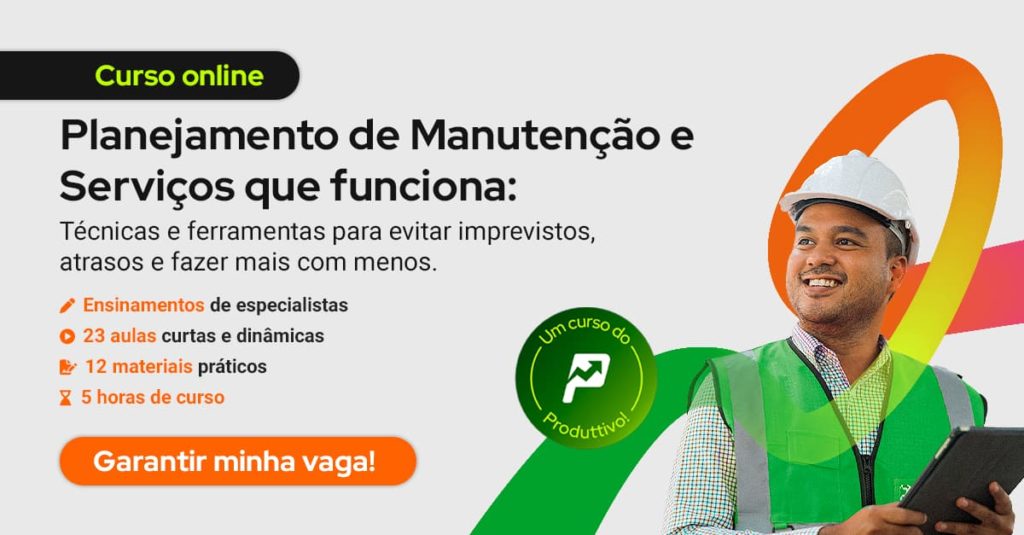 Curso online
Planejamento de Manutenção e
Serviços que funciona:
Técnicas e ferramentas para evitar imprevistos,
atrasos e fazer mais com menos.
Ensinamentos de especialistas
23 aulas curtas e dinâmicas
12 materiais práticos
5 horas de curso
Um curso do
Produttivo!
Garantir minha vaga!